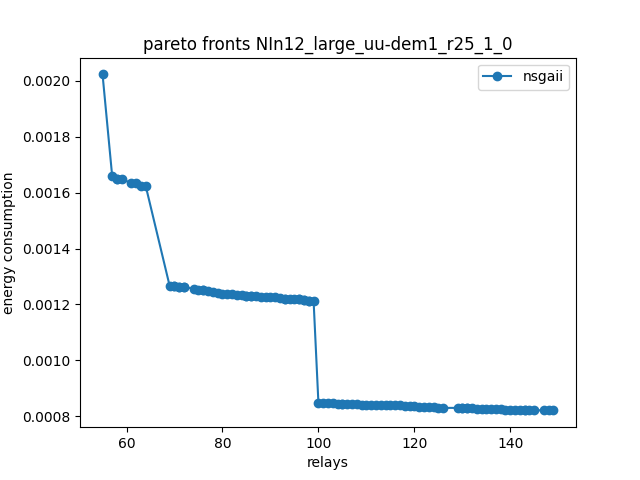 pareto fronts NIn12_large_uu-dem1_r25_1_0
nsgaii
0.0020
0.0018
0.0016
0.0014
0.0012
0.0010
0.0008
energy consumption
60 80 100 120 140
relays